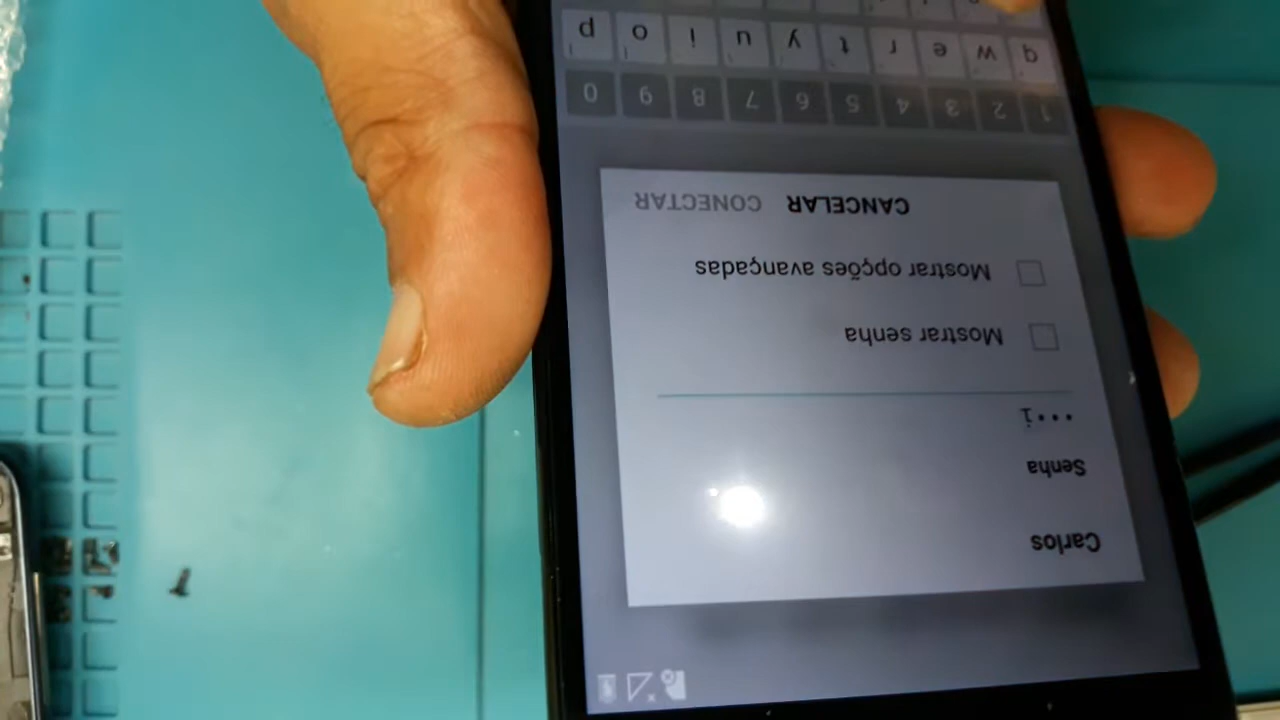 Carlos
Senha
•••i
Mostrar senha
Mostrar opções avançadas
CANCELAR CONECTAR
1 2 3 4 5 6 7 8 9 0
q w e r t y u i o p